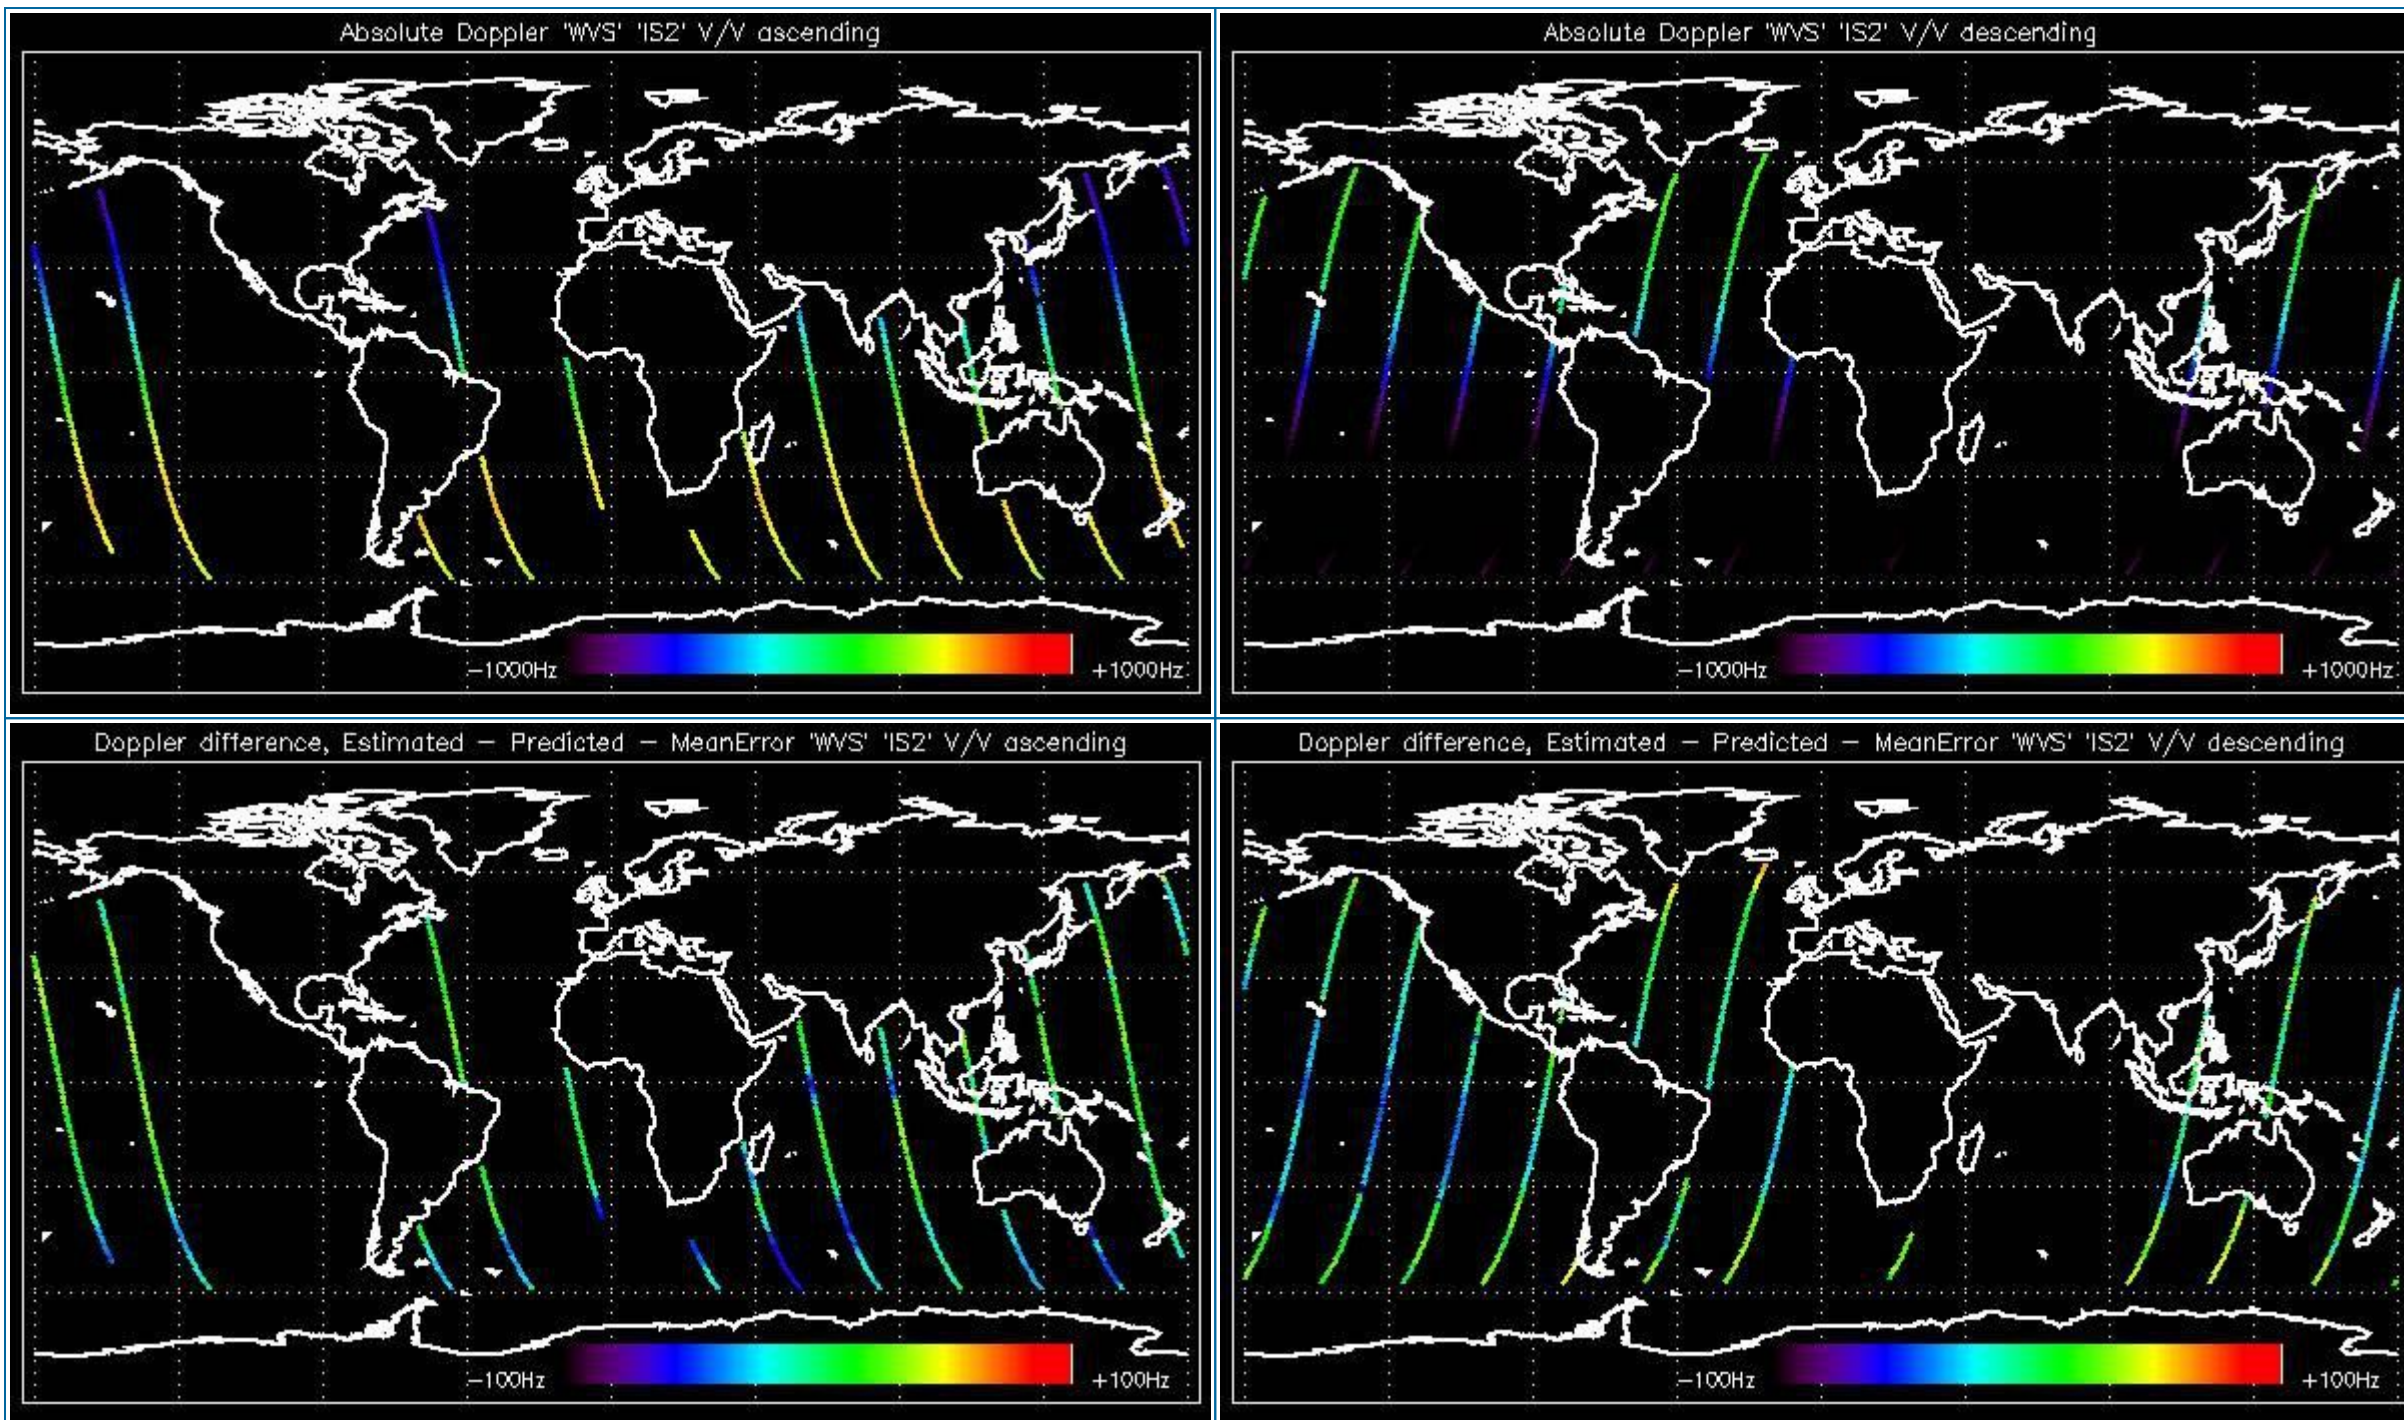 Absolute Doppler 'WVS' 'IS2' V/V ascending
-1000Hz
+1000Hz
Absolute Doppler 'WVS' 'IS2' V/V descending
-1000Hz
+1000Hz
Doppler difference, Estimated - Predicted - MeanError 'WVS' 'IS2' V/V ascending
-100Hz
+100Hz
Doppler difference, Estimated - Predicted - MeanError 'WVS' 'IS2' V/V descending
-100Hz
+100Hz